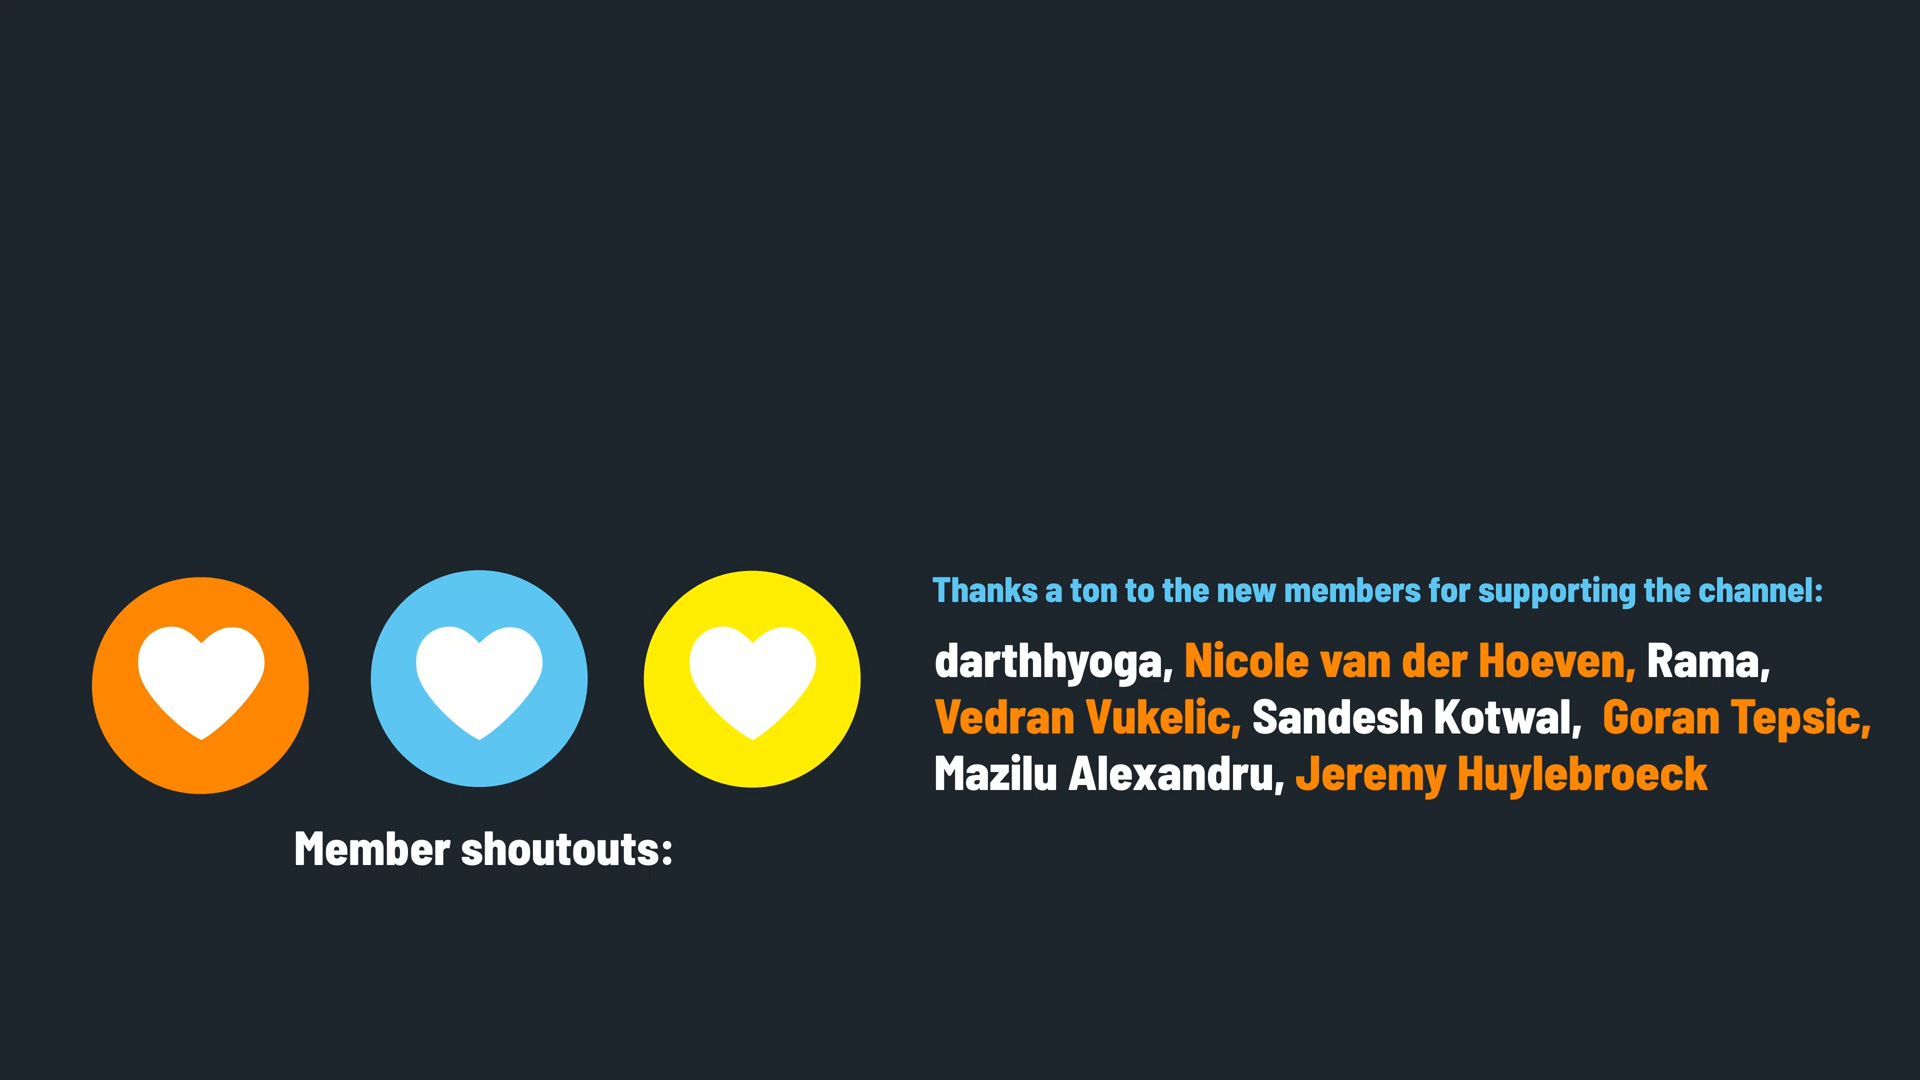 Thanks a ton to the new members for supporting the channel:
darthhyoga, Nicole van der Hoeven, Rama,
Vedran Vukelic, Sandesh Kotwal, Goran Tepsic,
Mazilu Alexandru, Jeremy Huylebroeck
Member shoutouts: